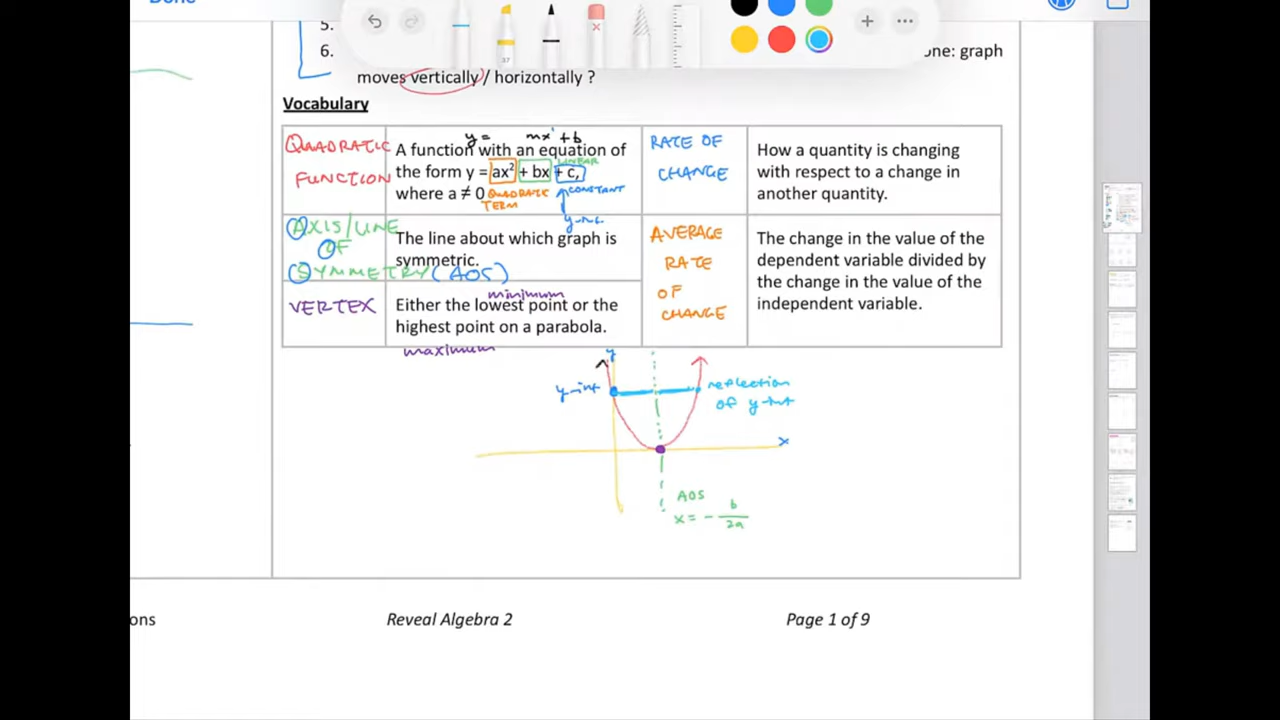 Done
5.
6. one: graph
moves vertically / horizontally ?
Vocabulary
QUADRATIC
FUNCTION
y = mx + b
A function with an equation of
the form y = ax² + bx + c,
where a ≠ 0
LINEAR
QUADRATIC
TERM
CONSTANT
y-int.
RATE OF
CHANGE
How a quantity is changing
with respect to a change in
another quantity.
AXIS/LINE
OF
SYMMETRY (AOS)
The line about which graph is
symmetric.
AVERAGE
RATE
OF
CHANGE
The change in the value of the
dependent variable divided by
the change in the value of the
independent variable.
VERTEX
minimum
Either the lowest point or the
highest point on a parabola.
maximum
y
y-int
reflection
of y-int
x
AOS
x = - b
2a
ons
Reveal Algebra 2
Page 1 of 9